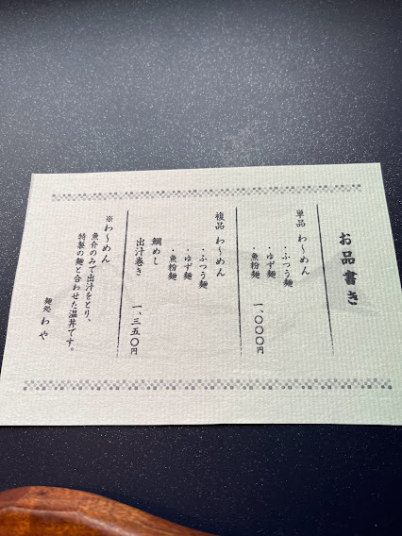 お品書き
単品 わ〜めん
・ふつう麺
・ゆず麺
・魚粉麺
一、〇〇〇円
複品 わ〜めん
・ふつう麺
・ゆず麺
・魚粉麺
鯛めし
出汁巻き 一、三五〇円
※わ〜めん
魚介のみで出汁をとり、
特製の麺と合わせた温丼です。
麺処 わや